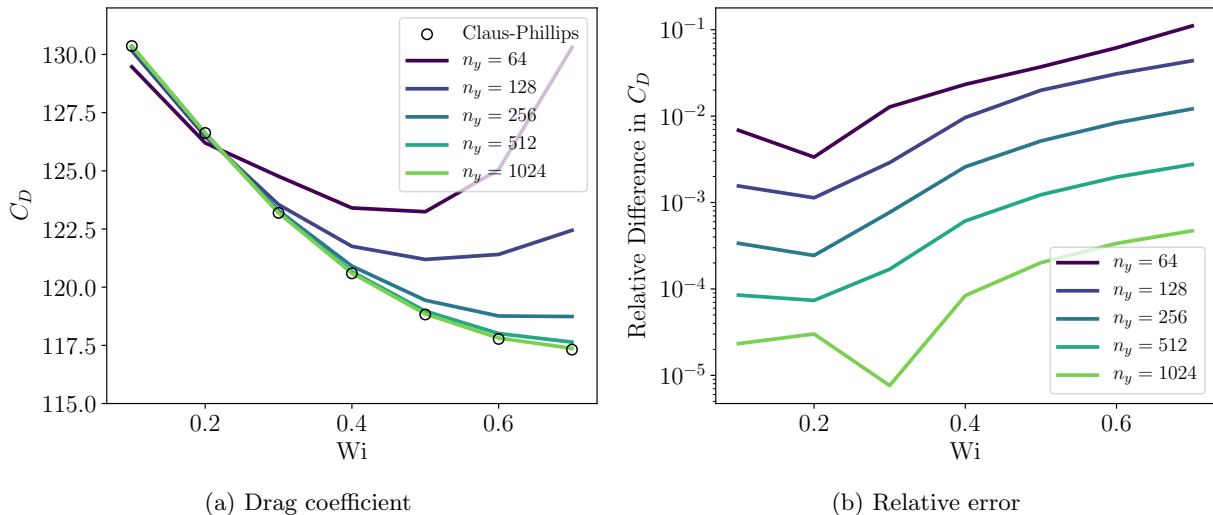 130.0
127.5
125.0
122.5
120.0
117.5
115.0
C_D
0.2
0.4
0.6
Wi
Claus-Phillips
n_y = 64
n_y = 128
n_y = 256
n_y = 512
n_y = 1024
(a) Drag coefficient
10^{-1}
10^{-2}
10^{-3}
10^{-4}
10^{-5}
Relative Difference in C_D
0.2
0.4
0.6
Wi
n_y = 64
n_y = 128
n_y = 256
n_y = 512
n_y = 1024
(b) Relative error